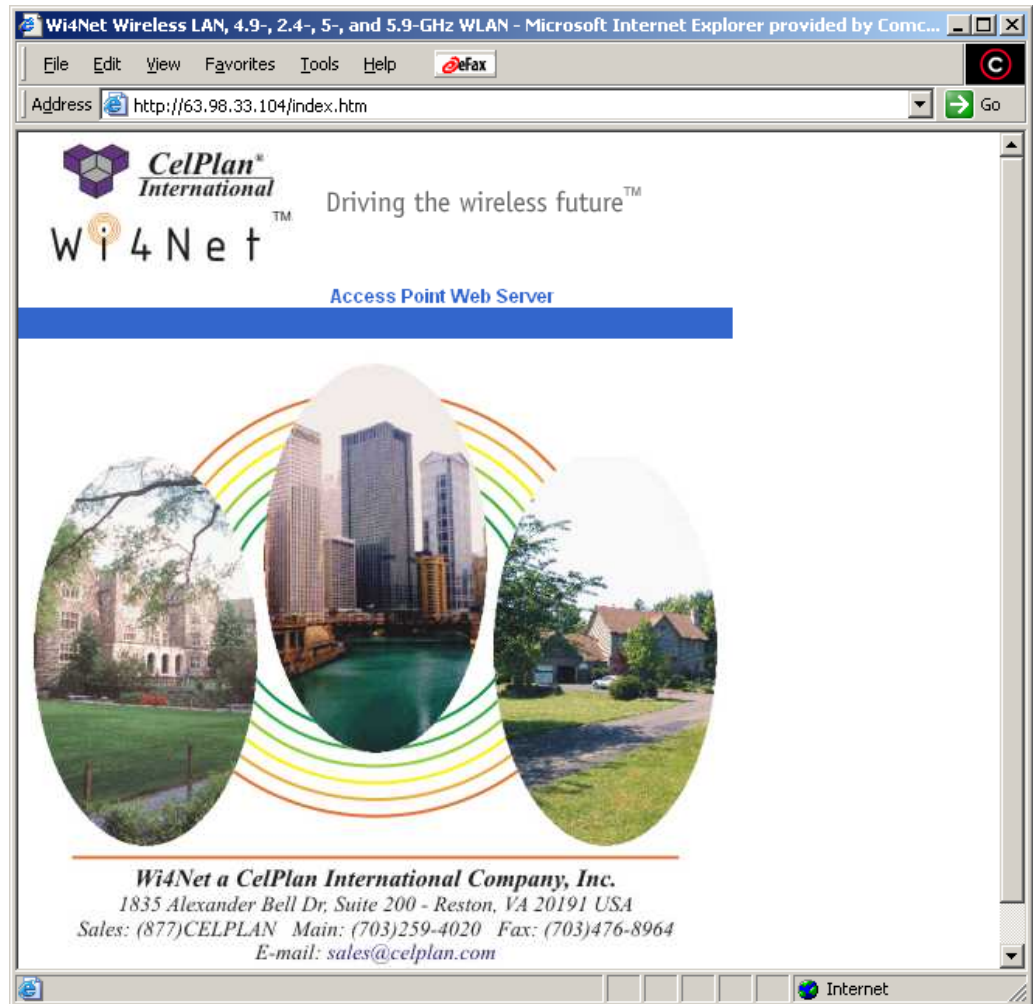 Wi4Net Wireless LAN, 4.9-, 2.4-, 5-, and 5.9-GHz WLAN - Microsoft Internet Explorer provided by Comc...
File Edit View Favorites Tools Help eFax
Address http://63.98.33.104/index.htm Go
CelPlan®
International
Wi4Net™
Driving the wireless future™
Access Point Web Server
Wi4Net a CelPlan International Company, Inc.
1835 Alexander Bell Dr, Suite 200 - Reston, VA 20191 USA
Sales: (877)CELPLAN Main: (703)259-4020 Fax: (703)476-8964
E-mail: sales@celplan.com
Internet